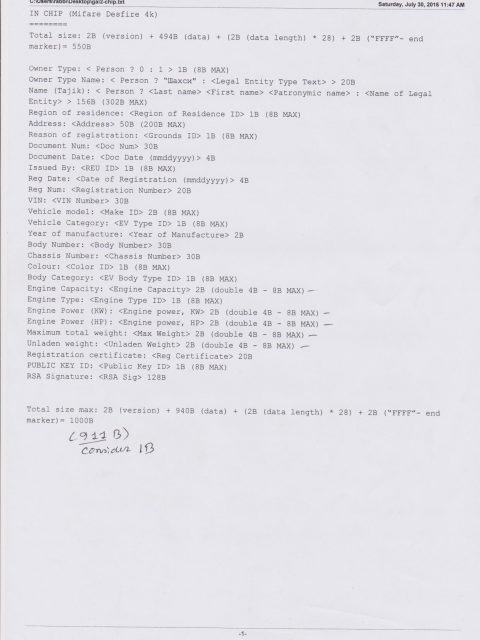 C:\Users\rabbi\Desktop\gai2-chip.txt
Saturday, July 30, 2016 11:47 AM
IN CHIP (Mifare Desfire 4k)
========
Total size: 2B (version) + 494B (data) + (2B (data length) * 28) + 2B ("FFFF"- end
marker)= 550B
Owner Type: < Person ? 0 : 1 > 1B (8B MAX)
Owner Type Name: < Person ? "Шахси" : <Legal Entity Type Text> > 20B
Name (Tajik): < Person ? <Last name> <First name> <Patronymic name> : <Name of Legal
Entity> > 156B (302B MAX)
Region of residence: <Region of Residence ID> 1B (8B MAX)
Address: <Address> 50B (200B MAX)
Reason of registration: <Grounds ID> 1B (8B MAX)
Document Num: <Doc Num> 30B
Document Date: <Doc Date (mmddyyyy)> 4B
Issued By: <REU ID> 1B (8B MAX)
Reg Date: <Date of Registration (mmddyyyy)> 4B
Reg Num: <Registration Number> 20B
VIN: <VIN Number> 30B
Vehicle model: <Make ID> 2B (8B MAX)
Vehicle Category: <EV Type ID> 1B (8B MAX)
Year of manufacture: <Year of Manufacture> 2B
Body Number: <Body Number> 30B
Chassis Number: <Chassis Number> 30B
Colour: <Color ID> 1B (8B MAX)
Body Category: <EV Body Type ID> 1B (8B MAX)
Engine Capacity: <Engine Capacity> 2B (double 4B - 8B MAX)
Engine Type: <Engine Type ID> 1B (8B MAX)
Engine Power (KW): <Engine power, KW> 2B (double 4B - 8B MAX)
Engine Power (HP): <Engine power, HP> 2B (double 4B - 8B MAX)
Maximum total weight: <Max Weight> 2B (double 4B - 8B MAX)
Unladen weight: <Unladen Weight> 2B (double 4B - 8B MAX)
Registration certificate: <Reg Certificate> 20B
PUBLIC KEY ID: <Public Key ID> 1B (8B MAX)
RSA Signature: <RSA Sig> 128B
Total size max: 2B (version) + 940B (data) + (2B (data length) * 28) + 2B ("FFFF"- end
marker)= 1000B
(911 B)
consider 1B
-1-